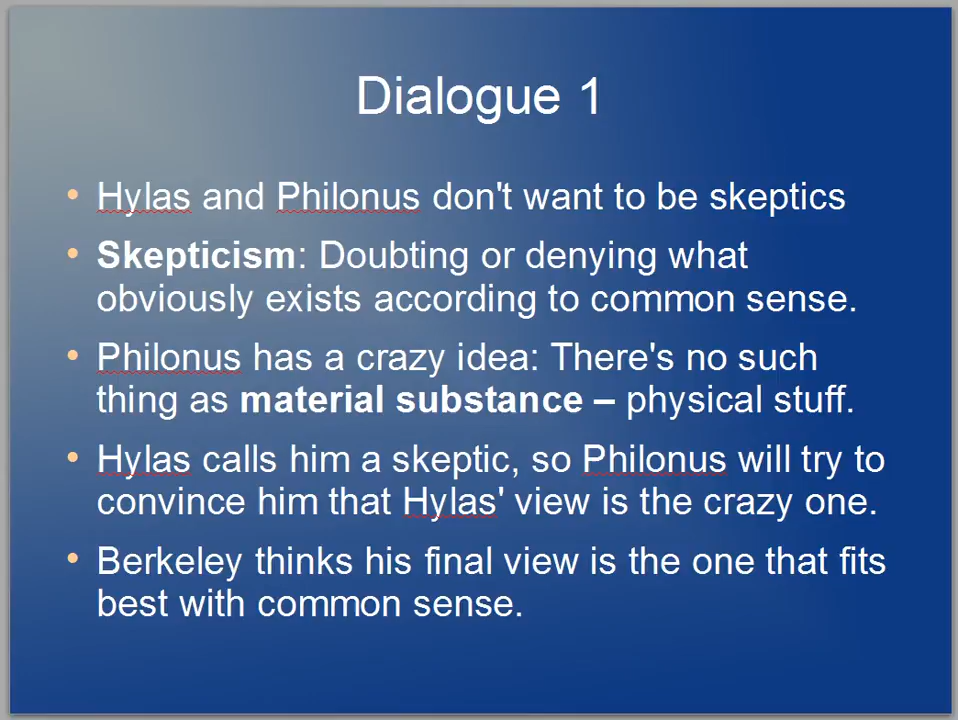 Dialogue 1
• Hylas and Philonus don't want to be skeptics
• Skepticism: Doubting or denying what
obviously exists according to common sense.
• Philonus has a crazy idea: There's no such
thing as material substance – physical stuff.
• Hylas calls him a skeptic, so Philonus will try to
convince him that Hylas' view is the crazy one.
• Berkeley thinks his final view is the one that fits
best with common sense.